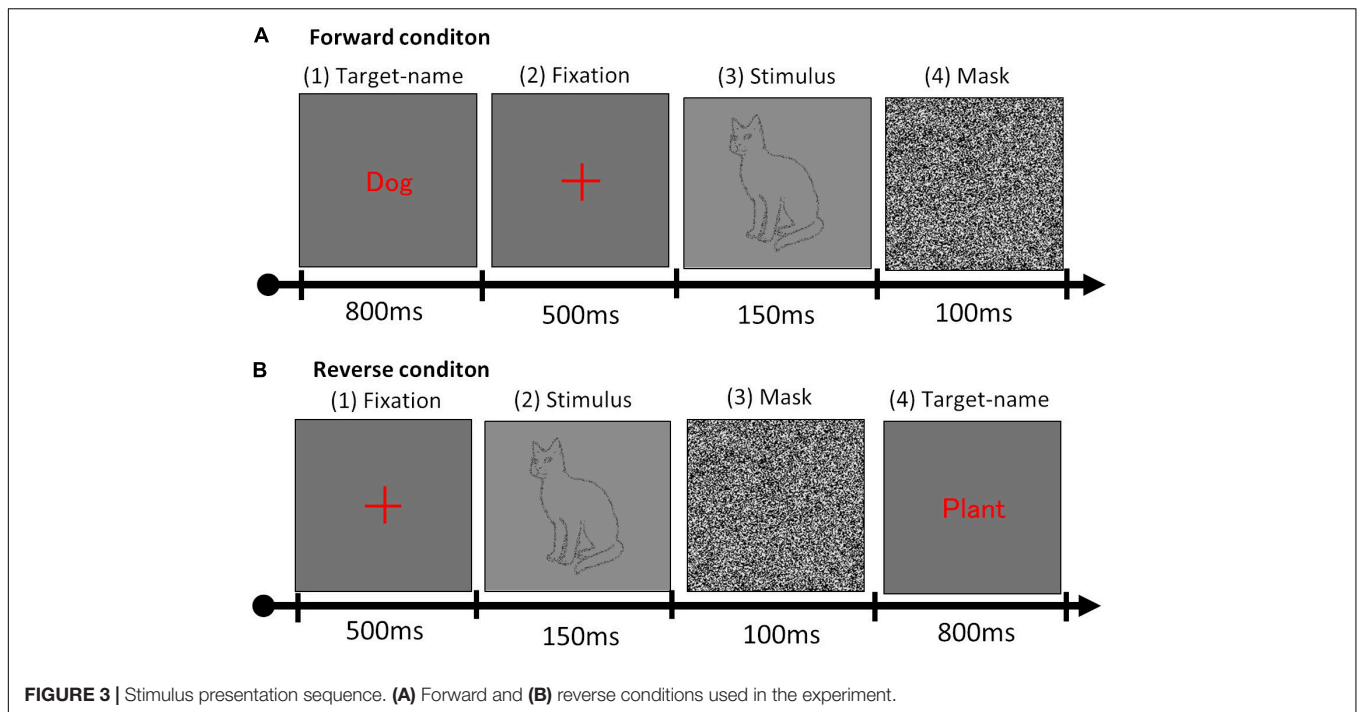 A Forward conditon
(1) Target-name (2) Fixation (3) Stimulus (4) Mask
Dog
800ms 500ms 150ms 100ms
B Reverse conditon
(1) Fixation (2) Stimulus (3) Mask (4) Target-name
Plant
500ms 150ms 100ms 800ms
FIGURE 3 | Stimulus presentation sequence. (A) Forward and (B) reverse conditions used in the experiment.